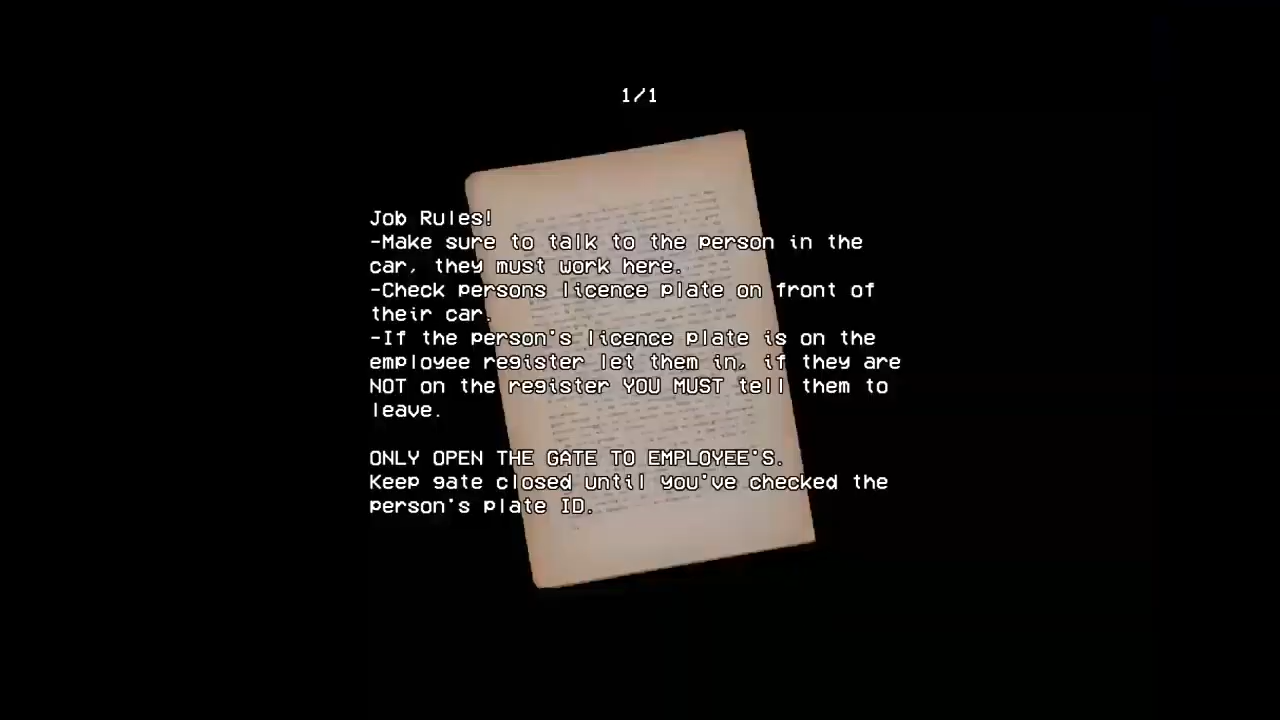 1/1
Job Rules!
-Make sure to talk to the person in the
car, they must work here.
-Check persons licence plate on front of
their car.
-If the person's licence plate is on the
employee register let them in, if they are
NOT on the register YOU MUST tell them to
leave.
ONLY OPEN THE GATE TO EMPLOYEE'S.
Keep gate closed until you've checked the
person's plate ID.